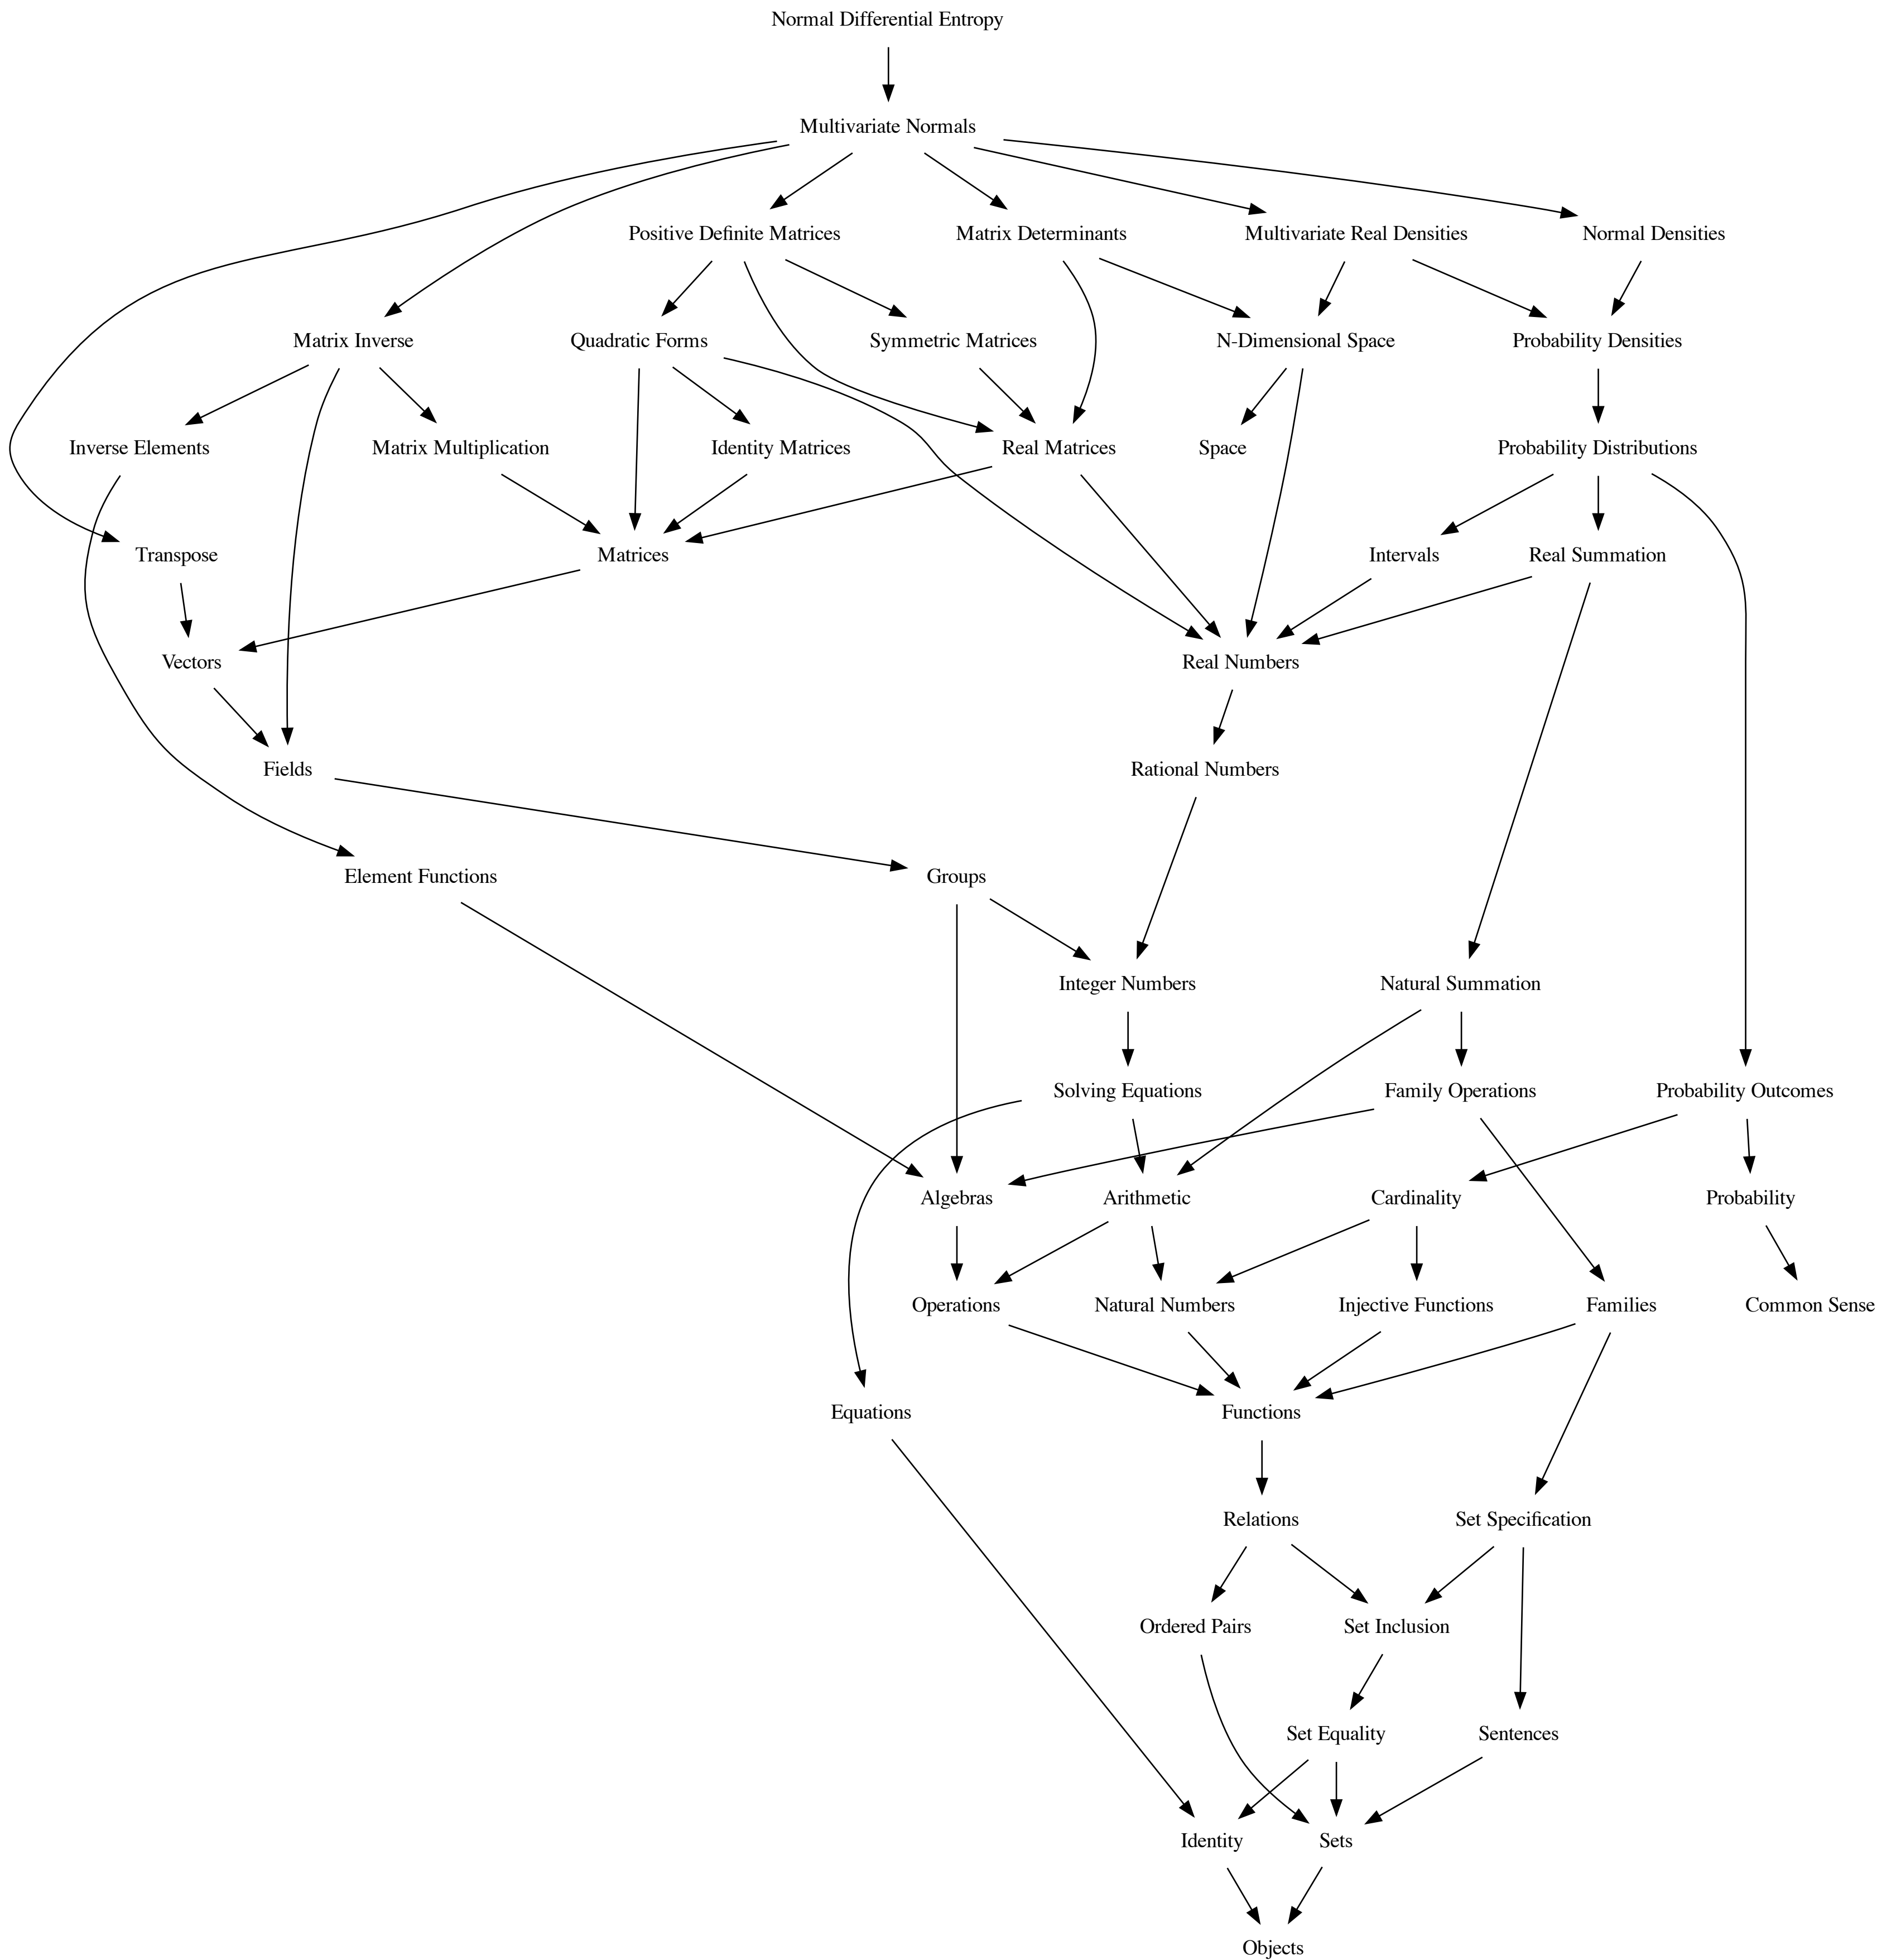 Normal Differential Entropy
Multivariate Normals
Positive Definite Matrices
Matrix Determinants
Multivariate Real Densities
Normal Densities
Matrix Inverse
Quadratic Forms
Symmetric Matrices
N-Dimensional Space
Probability Densities
Inverse Elements
Matrix Multiplication
Identity Matrices
Real Matrices
Space
Probability Distributions
Transpose
Matrices
Intervals
Real Summation
Vectors
Real Numbers
Fields
Rational Numbers
Element Functions
Groups
Integer Numbers
Natural Summation
Solving Equations
Family Operations
Probability Outcomes
Algebras
Arithmetic
Cardinality
Probability
Operations
Natural Numbers
Injective Functions
Families
Common Sense
Equations
Functions
Relations
Set Specification
Ordered Pairs
Set Inclusion
Set Equality
Sentences
Identity
Sets
Objects